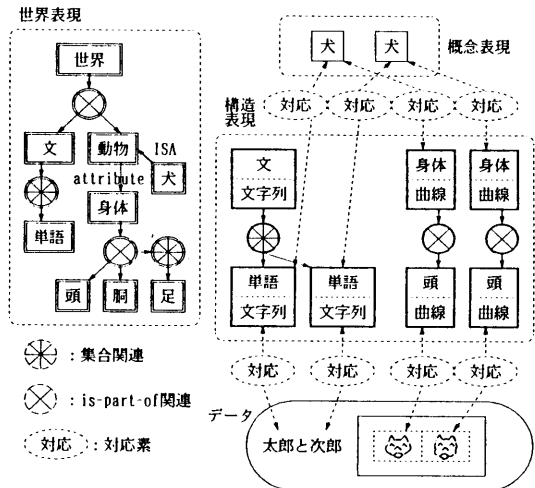 世界表現
世界
文
動物
ISA
attribute
犬
単語
身体
頭
胴
足
: 集合関連
: is-part-of関連
対応
: 対応素
犬
犬
概念表現
構造
表現
対応
対応
対応
対応
文
文字列
身体
曲線
身体
曲線
単語
文字列
単語
文字列
頭
曲線
頭
曲線
対応
対応
対応
対応
データ
太郎と次郎